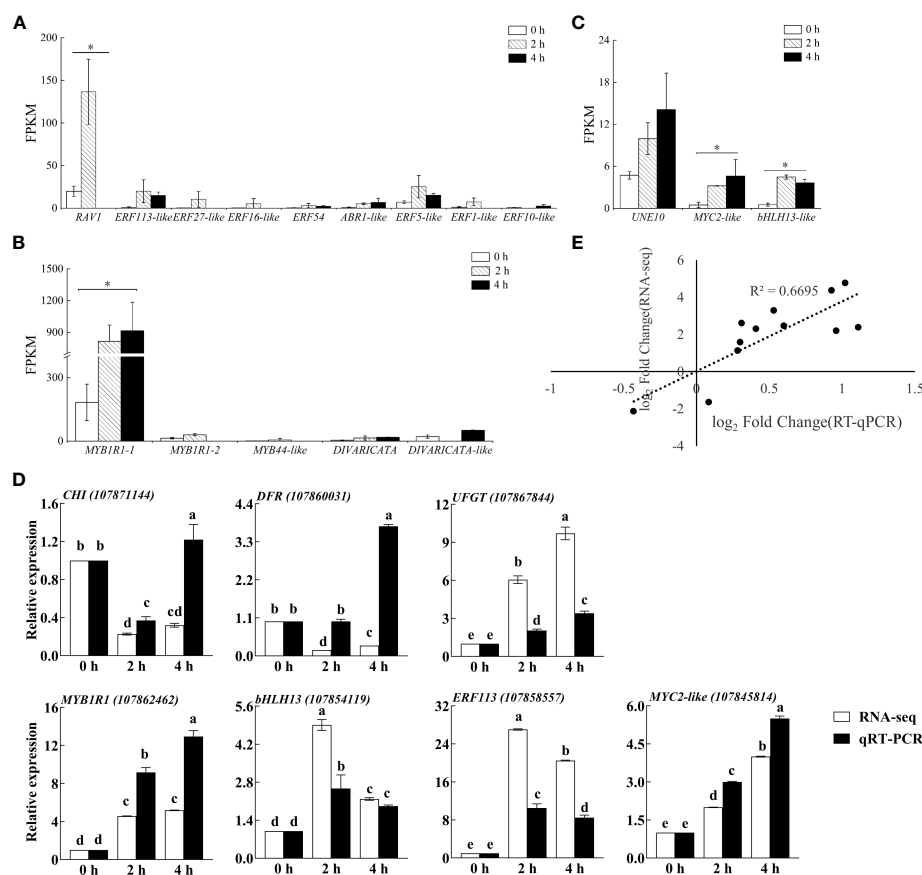 A
200
150
100
50
0
FPKM
*
0 h
2 h
4 h
RAV1 ERF113-like ERF27-like ERF16-like ERF54 ABR1-like ERF5-like ERF1-like ERF10-like
C
24
18
12
6
0
FPKM
*
*
0 h
2 h
4 h
UNE10 MYC2-like bHLH13-like
B
1500
1200
900
300
0
FPKM
*
0 h
2 h
4 h
MYB1R1-1 MYB1R1-2 MYB44-like DIVARICATA DIVARICATA-like
E
6
4
2
0
-2
-4
-1 -0.5 0 0.5 1 1.5
R² = 0.6695
log2 Fold Change(RNA-seq)
log2 Fold Change(RT-qPCR)
D
CHI (107871144)
Relative expression
1.6
1.2
0.8
0.4
0.0
b b d c cd a
0 h 2 h 4 h
DFR (107860031)
4.4
3.3
2.2
1.1
0.0
b b d b c a
0 h 2 h 4 h
UFGT (107867844)
12
9
6
3
0
e e b d a c
0 h 2 h 4 h
MYB1R1 (107862462)
Relative expression
16
12
8
4
0
d d c b c a
0 h 2 h 4 h
bHLH13 (107854119)
5.6
4.2
2.8
1.4
0.0
d d a b c c
0 h 2 h 4 h
ERF113 (107858557)
32
24
16
8
0
e e a c b d
0 h 2 h 4 h
MYC2-like (107845814)
6.0
4.5
3.0
1.5
0.0
e e d c b a
0 h 2 h 4 h
RNA-seq
qRT-PCR